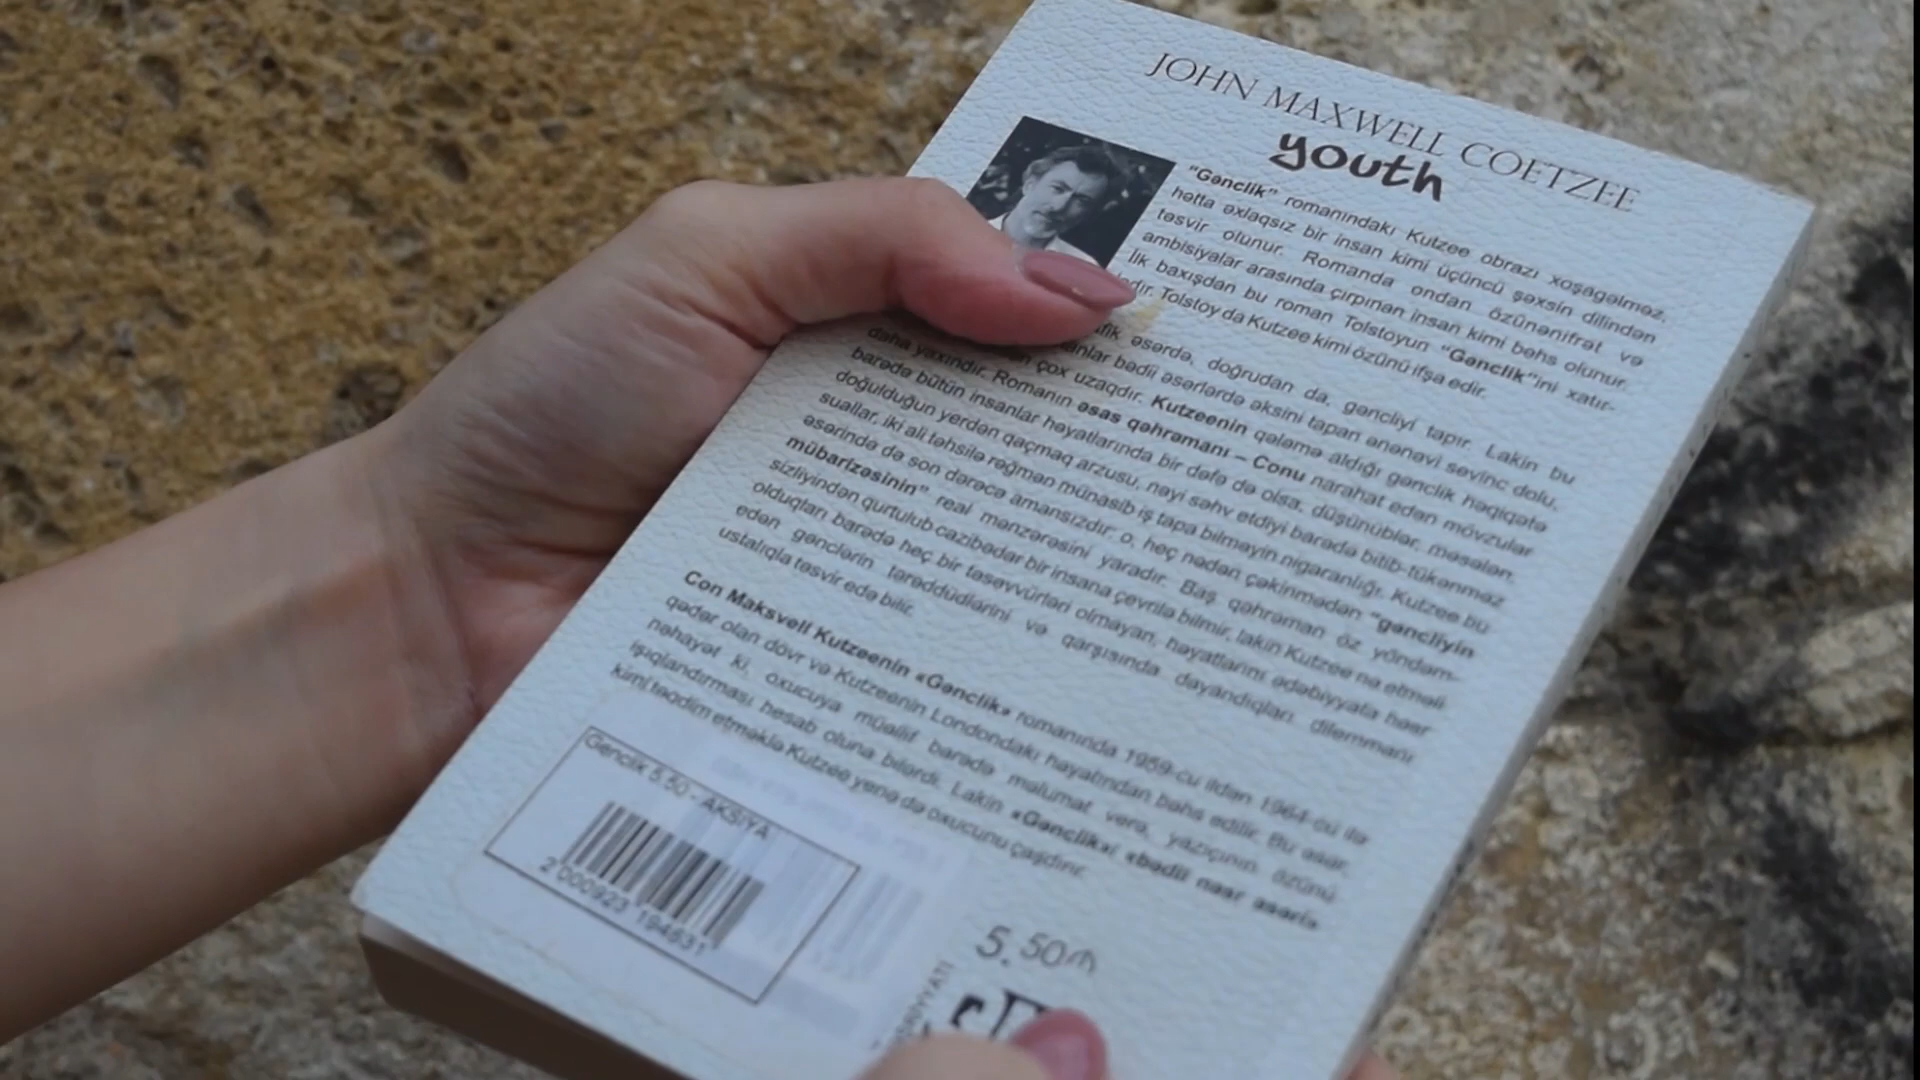 JOHN MAXWELL COETZEE
youth
"Gənclik" romanındakı Kutzee obrazı xoşagəlməz,
hətta əxlaqsız bir insan kimi üçüncü şəxsin dilindən
təsvir olunur. Romanda ondan özünənifrət və
ambisiyalar arasında çırpınan insan kimi bəhs olunur.
lik baxışdan bu roman Tolstoyun "Gənclik"ini xatır-
Tolstoy da Kutzee kimi özünü ifşa edir.
əsərdə, doğrudan da, gəncliyi tapır. Lakin bu
bədii əsərlərdə əksini tapan ənənəvi sevinc dolu,
çox uzaqdır. Kutzeenin qələmə aldığı gənclik həqiqətə
daha yaxındır. Romanın əsas qəhrəmanı – Conu narahat edən mövzular
barədə bütün insanlar həyatlarında bir dəfə də olsa, düşünüblər, məsələn,
doğulduğun yerdən qaçmaq arzusu, nəyi səhv etdiyi barədə bitib-tükənməz
suallar, iki ali təhsilə rəğmən münasib iş tapa bilməyin nigaranlığı. Kutzee bu
əsərində də son dərəcə amansızdır; o, heç nədən çəkinmədən "gəncliyin
mübarizəsinin" real mənzərəsini yaradır. Baş qəhrəman öz yöndəm-
sizliyindən qurtulub cazibədar bir insana çevrilə bilmir, lakin Kutzee nə etməli
olduqları barədə heç bir təsəvvürləri olmayan, həyatlarını ədəbiyyata həsr
edən gənclərin tərəddüdlərini və qarşısında dayandıqları dilemmanı
ustalıqla təsvir edə bilir.
Con Maksvell Kutzeenin «Gənclik» romanında 1959-cu ildən 1964-cü ilə
qədər olan dövr və Kutzeenin Londondakı həyatından bəhs edilir. Bu əsər,
nəhayət ki, oxucuya müəllif barədə məlumat verə, yazıçının özünü
işıqlandırması hesab oluna bilərdi. Lakin «Gənclik»i «bədii nəsr əsəri»
kimi təqdim etməklə Kutzee yenə də oxucunu çaşdırır.
Gənclik 5.50 - AKSİYA
2000923 194631
5.50₼